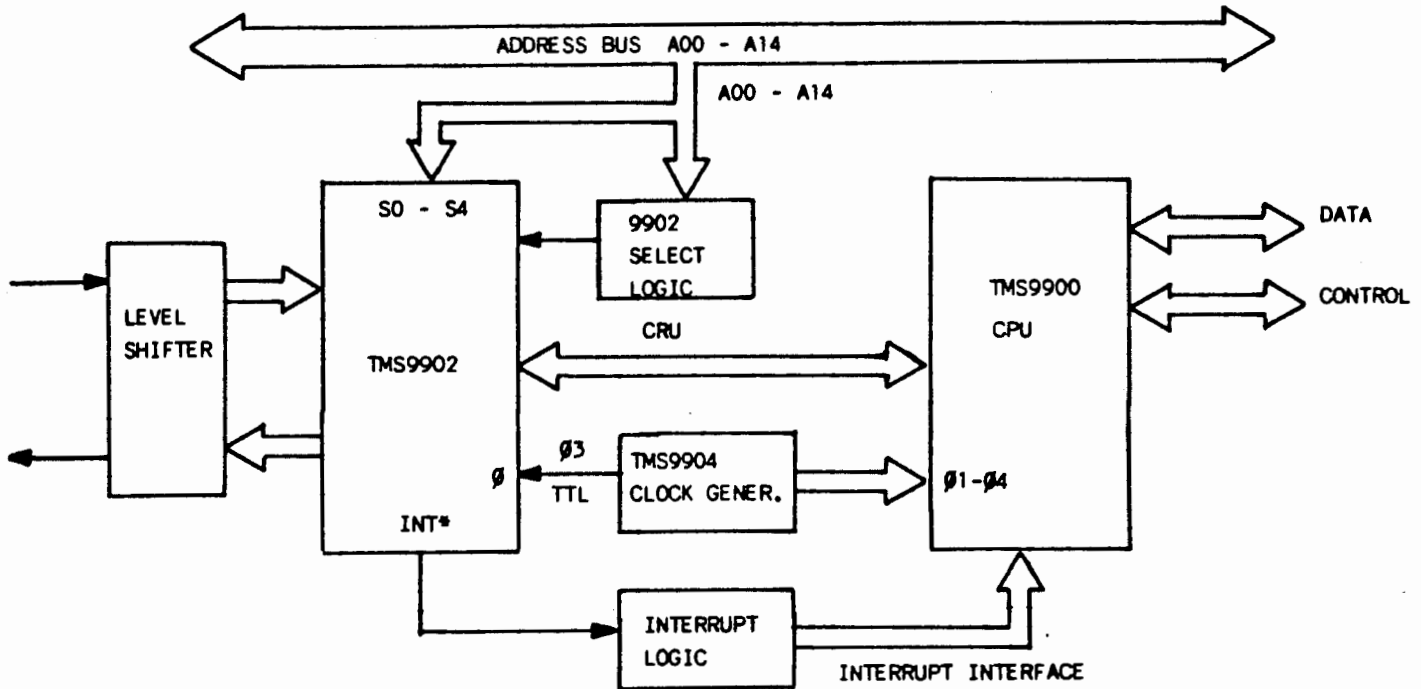 ADDRESS BUS A00 - A14
A00 - A14
S0 - S4
9902
SELECT
LOGIC
DATA
TMS9900
CPU
CONTROL
LEVEL
SHIFTER
CRU
TMS9902
Ø3
TTL
TMS9904
CLOCK GENER.
Ø
Ø1-Ø4
INT*
INTERRUPT
LOGIC
INTERRUPT INTERFACE